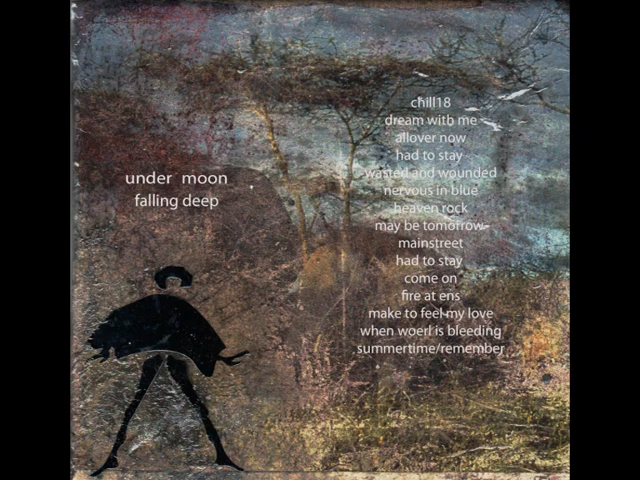 under moon
falling deep
chill18
dream with me
allover now
had to stay
wasted and wounded
nervous in blue
heaven rock
may be tomorrow
mainstreet
had to stay
come on
fire at ens
make to feel my love
when woerl is bleeding
summertime/remember